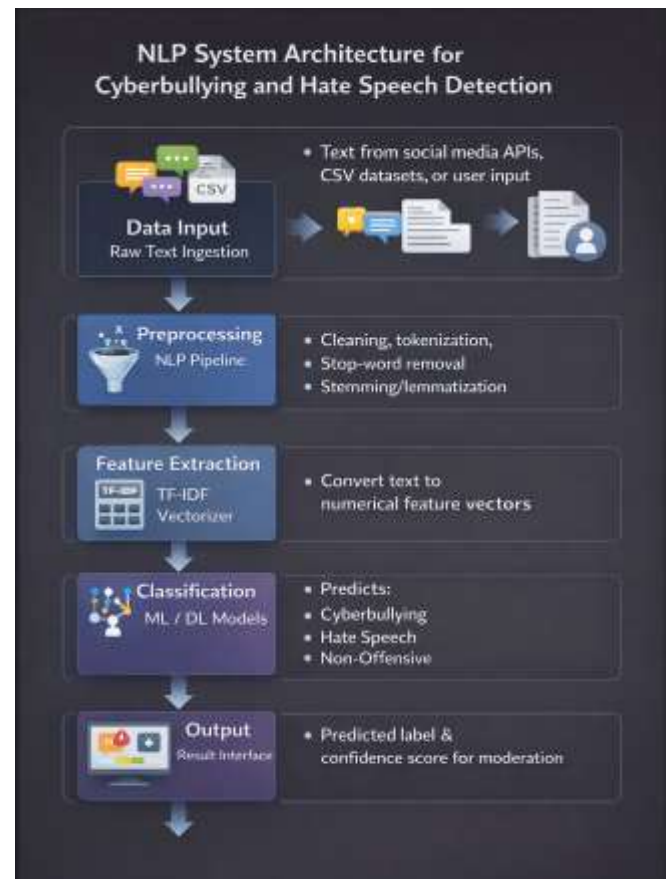 NLP System Architecture for
Cyberbullying and Hate Speech Detection
CSV
Data Input
Raw Text Ingestion
• Text from social media APIs,
CSV datasets, or user input
Preprocessing
NLP Pipeline
• Cleaning, tokenization,
• Stop-word removal
• Stemming/lemmatization
Feature Extraction
TF-IDF
TF-IDF
Vectorizer
• Convert text to
numerical feature vectors
Classification
ML / DL Models
• Predicts:
• Cyberbullying
• Hate Speech
• Non-Offensive
Output
Result Interface
• Predicted label &
confidence score for moderation